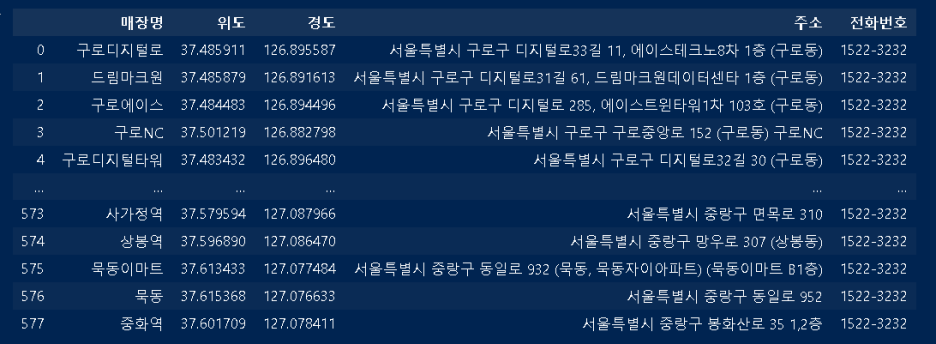 매장명 위도 경도 주소 전화번호
0 구로디지털로 37.485911 126.895587 서울특별시 구로구 디지털로33길 11, 에이스테크노8차 1층 (구로동) 1522-3232
1 드림마크원 37.485879 126.891613 서울특별시 구로구 디지털로31길 61, 드림마크원데이터센타 1층 (구로동) 1522-3232
2 구로에이스 37.484483 126.894496 서울특별시 구로구 디지털로 285, 에이스트윈타워1차 103호 (구로동) 1522-3232
3 구로NC 37.501219 126.882798 서울특별시 구로구 구로중앙로 152 (구로동) 구로NC 1522-3232
4 구로디지털타워 37.483432 126.896480 서울특별시 구로구 디지털로32길 30 (구로동) 1522-3232
... ... ... ... ... ...
573 사가정역 37.579594 127.087966 서울특별시 중랑구 면목로 310 1522-3232
574 상봉역 37.596890 127.086470 서울특별시 중랑구 망우로 307 (상봉동) 1522-3232
575 묵동이마트 37.613433 127.077484 서울특별시 중랑구 동일로 932 (묵동, 묵동자이아파트) (묵동이마트 B1층) 1522-3232
576 묵동 37.615368 127.076633 서울특별시 중랑구 동일로 952 1522-3232
577 중화역 37.601709 127.078411 서울특별시 중랑구 봉화산로 35 1,2층 1522-3232